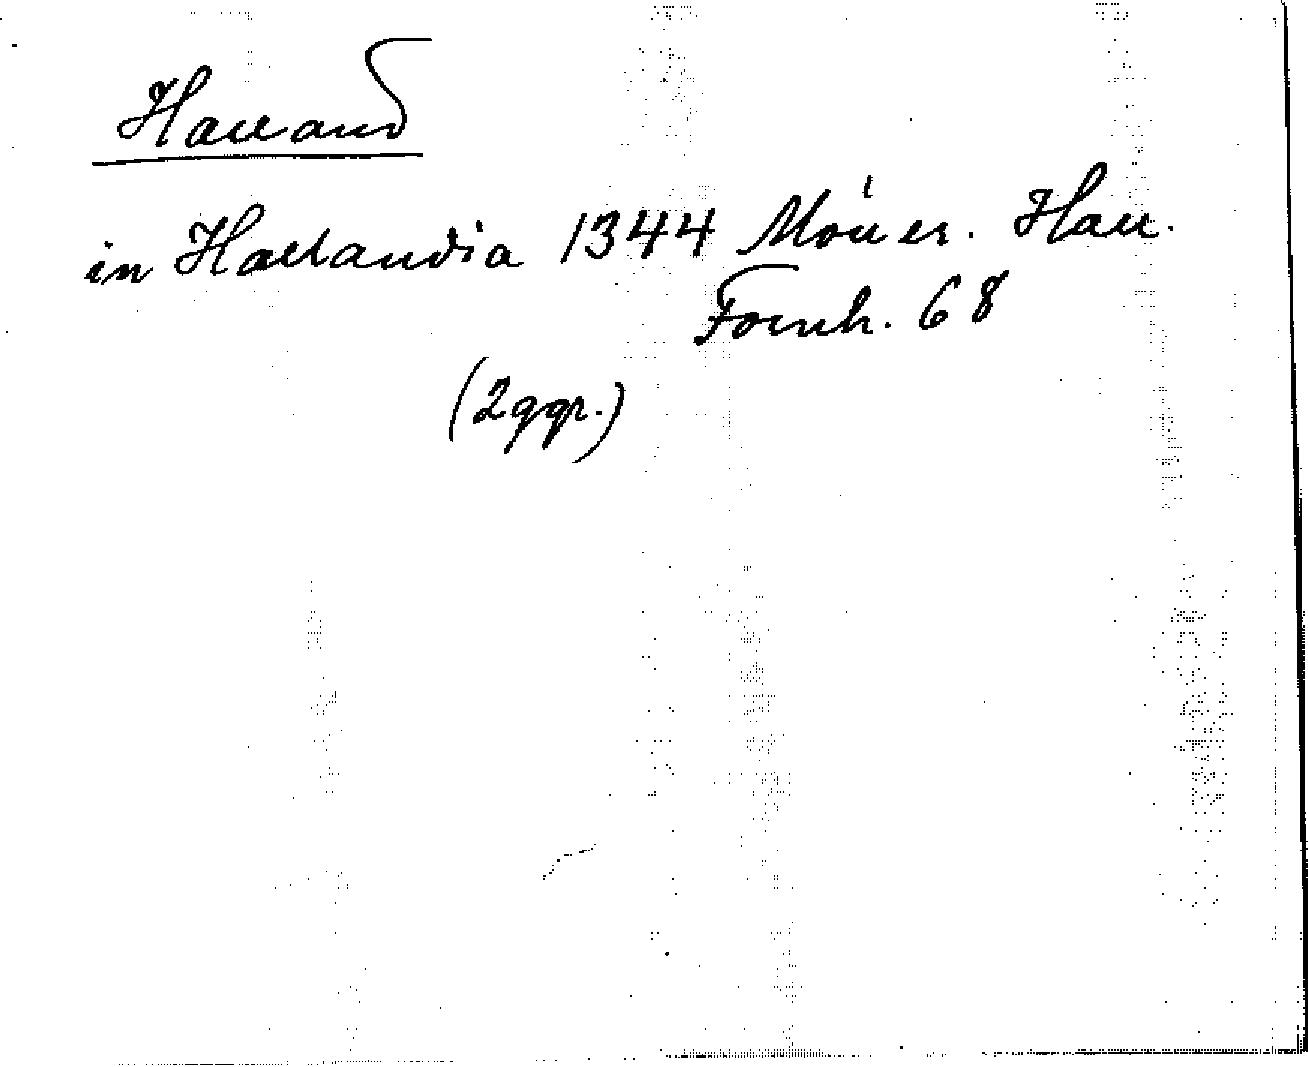 Halland
in Hallandia 1344 Möller. Hall.
Fornh. 68
(2ggr.)